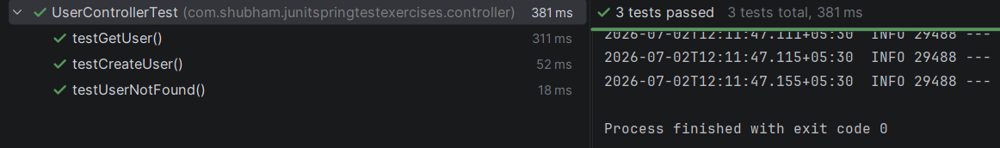 UserControllerTest (com.shubham.junitspringtestexercises.controller) 381 ms
testGetUser() 311 ms
testCreateUser() 52 ms
testUserNotFound() 18 ms
3 tests passed 3 tests total, 381 ms
2026-07-02T12:11:47.111+05:30 INFO 29488 ---
2026-07-02T12:11:47.115+05:30 INFO 29488 ---
2026-07-02T12:11:47.155+05:30 INFO 29488 ---
Process finished with exit code 0